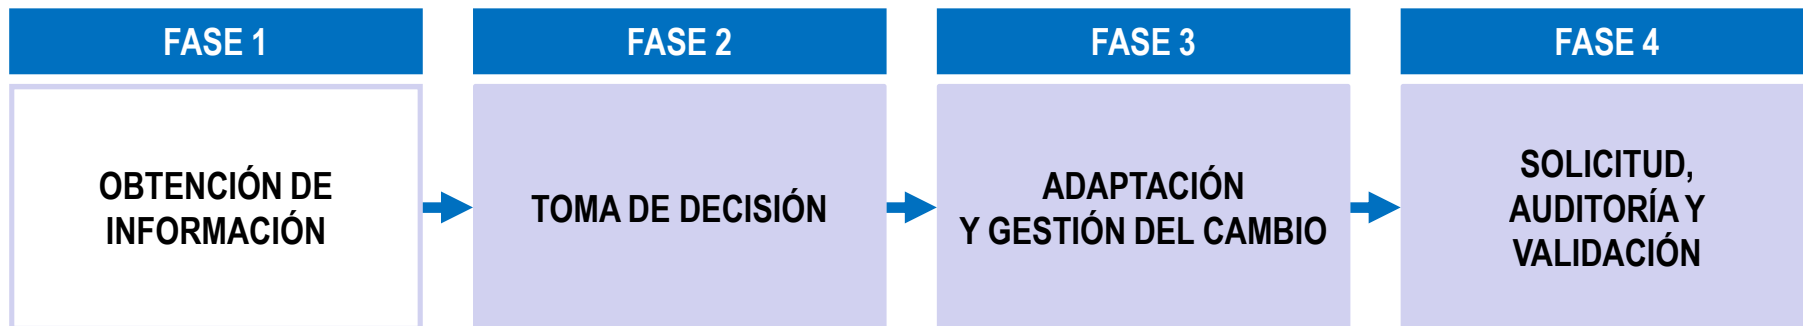 FASE 1
OBTENCIÓN DE
INFORMACIÓN
FASE 2
TOMA DE DECISIÓN
FASE 3
ADAPTACIÓN
Y GESTIÓN DEL CAMBIO
FASE 4
SOLICITUD,
AUDITORÍA Y
VALIDACIÓN